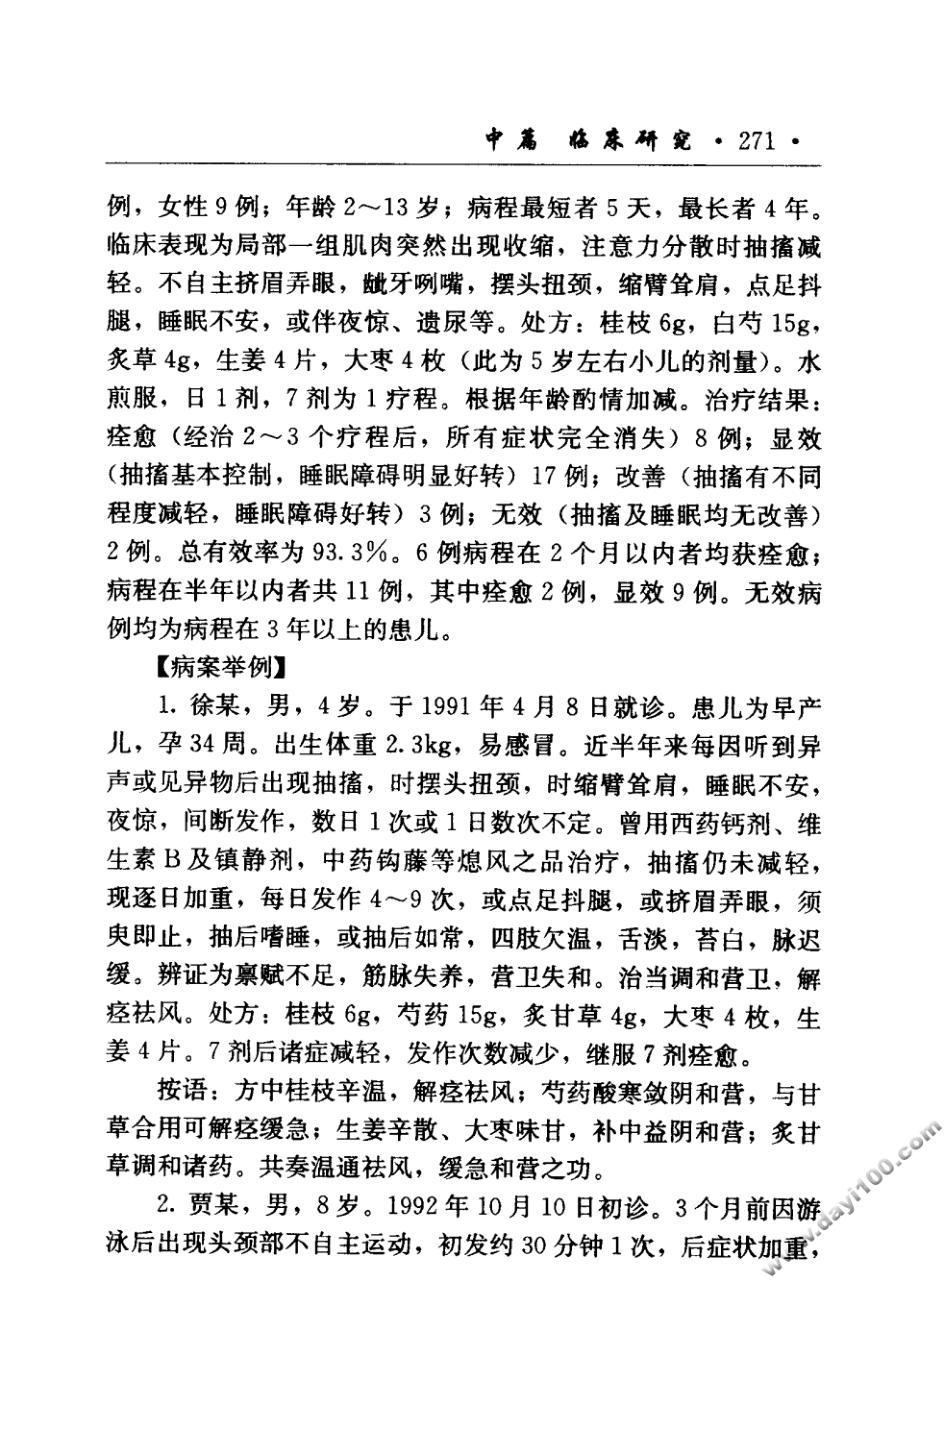 中篇 临床研究 · 271 ·
例，女性 9 例；年龄 2～13 岁；病程最短者 5 天，最长者 4 年。
临床表现为局部一组肌肉突然出现收缩，注意力分散时抽搐减
轻。不自主挤眉弄眼，龇牙咧嘴，摆头扭颈，缩臂耸肩，点足抖
腿，睡眠不安，或伴夜惊、遗尿等。处方：桂枝 6g，白芍 15g，
炙草 4g，生姜 4 片，大枣 4 枚（此为 5 岁左右小儿的剂量）。水
煎服，日 1 剂，7 剂为 1 疗程。根据年龄酌情加减。治疗结果：
痊愈（经治 2～3 个疗程后，所有症状完全消失）8 例；显效
（抽搐基本控制，睡眠障碍明显好转）17 例；改善（抽搐有不同
程度减轻，睡眠障碍好转）3 例；无效（抽搐及睡眠均无改善）
2 例。总有效率为 93.3％。6 例病程在 2 个月以内者均获痊愈；
病程在半年以内者共 11 例，其中痊愈 2 例，显效 9 例。无效病
例均为病程在 3 年以上的患儿。
【病案举例】
1. 徐某，男，4 岁。于 1991 年 4 月 8 日就诊。患儿为早产
儿，孕 34 周。出生体重 2.3kg，易感冒。近半年来每因听到异
声或见异物后出现抽搐，时摆头扭颈，时缩臂耸肩，睡眠不安，
夜惊，间断发作，数日 1 次或 1 日数次不定。曾用西药钙剂、维
生素 B 及镇静剂，中药钩藤等熄风之品治疗，抽搐仍未减轻，
现逐日加重，每日发作 4～9 次，或点足抖腿，或挤眉弄眼，须
臾即止，抽后嗜睡，或抽后如常，四肢欠温，舌淡，苔白，脉迟
缓。辨证为禀赋不足，筋脉失养，营卫失和。治当调和营卫，解
痉祛风。处方：桂枝 6g，芍药 15g，炙甘草 4g，大枣 4 枚，生
姜 4 片。7 剂后诸症减轻，发作次数减少，继服 7 剂痊愈。
按语：方中桂枝辛温，解痉祛风；芍药酸寒敛阴和营，与甘
草合用可解痉缓急；生姜辛散、大枣味甘，补中益阴和营；炙甘
草调和诸药。共奏温通祛风，缓急和营之功。
2. 贾某，男，8 岁。1992 年 10 月 10 日初诊。3 个月前因游
泳后出现头颈部不自主运动，初发约 30 分钟 1 次，后症状加重，
www.dayi100.com